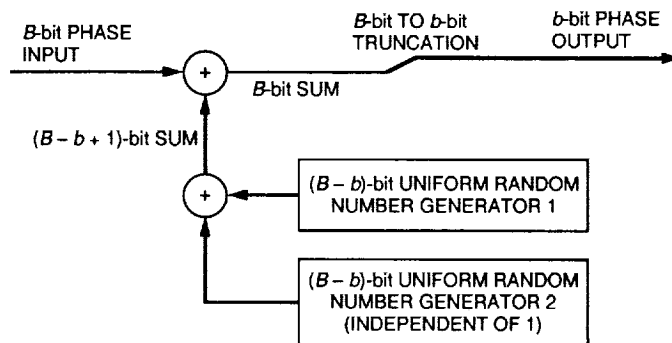 B-bit PHASE
INPUT
B-bit TO b-bit
TRUNCATION
b-bit PHASE
OUTPUT
+
B-bit SUM
(B – b + 1)-bit SUM
+
(B – b)-bit UNIFORM RANDOM
NUMBER GENERATOR 1
(B – b)-bit UNIFORM RANDOM
NUMBER GENERATOR 2
(INDEPENDENT OF 1)